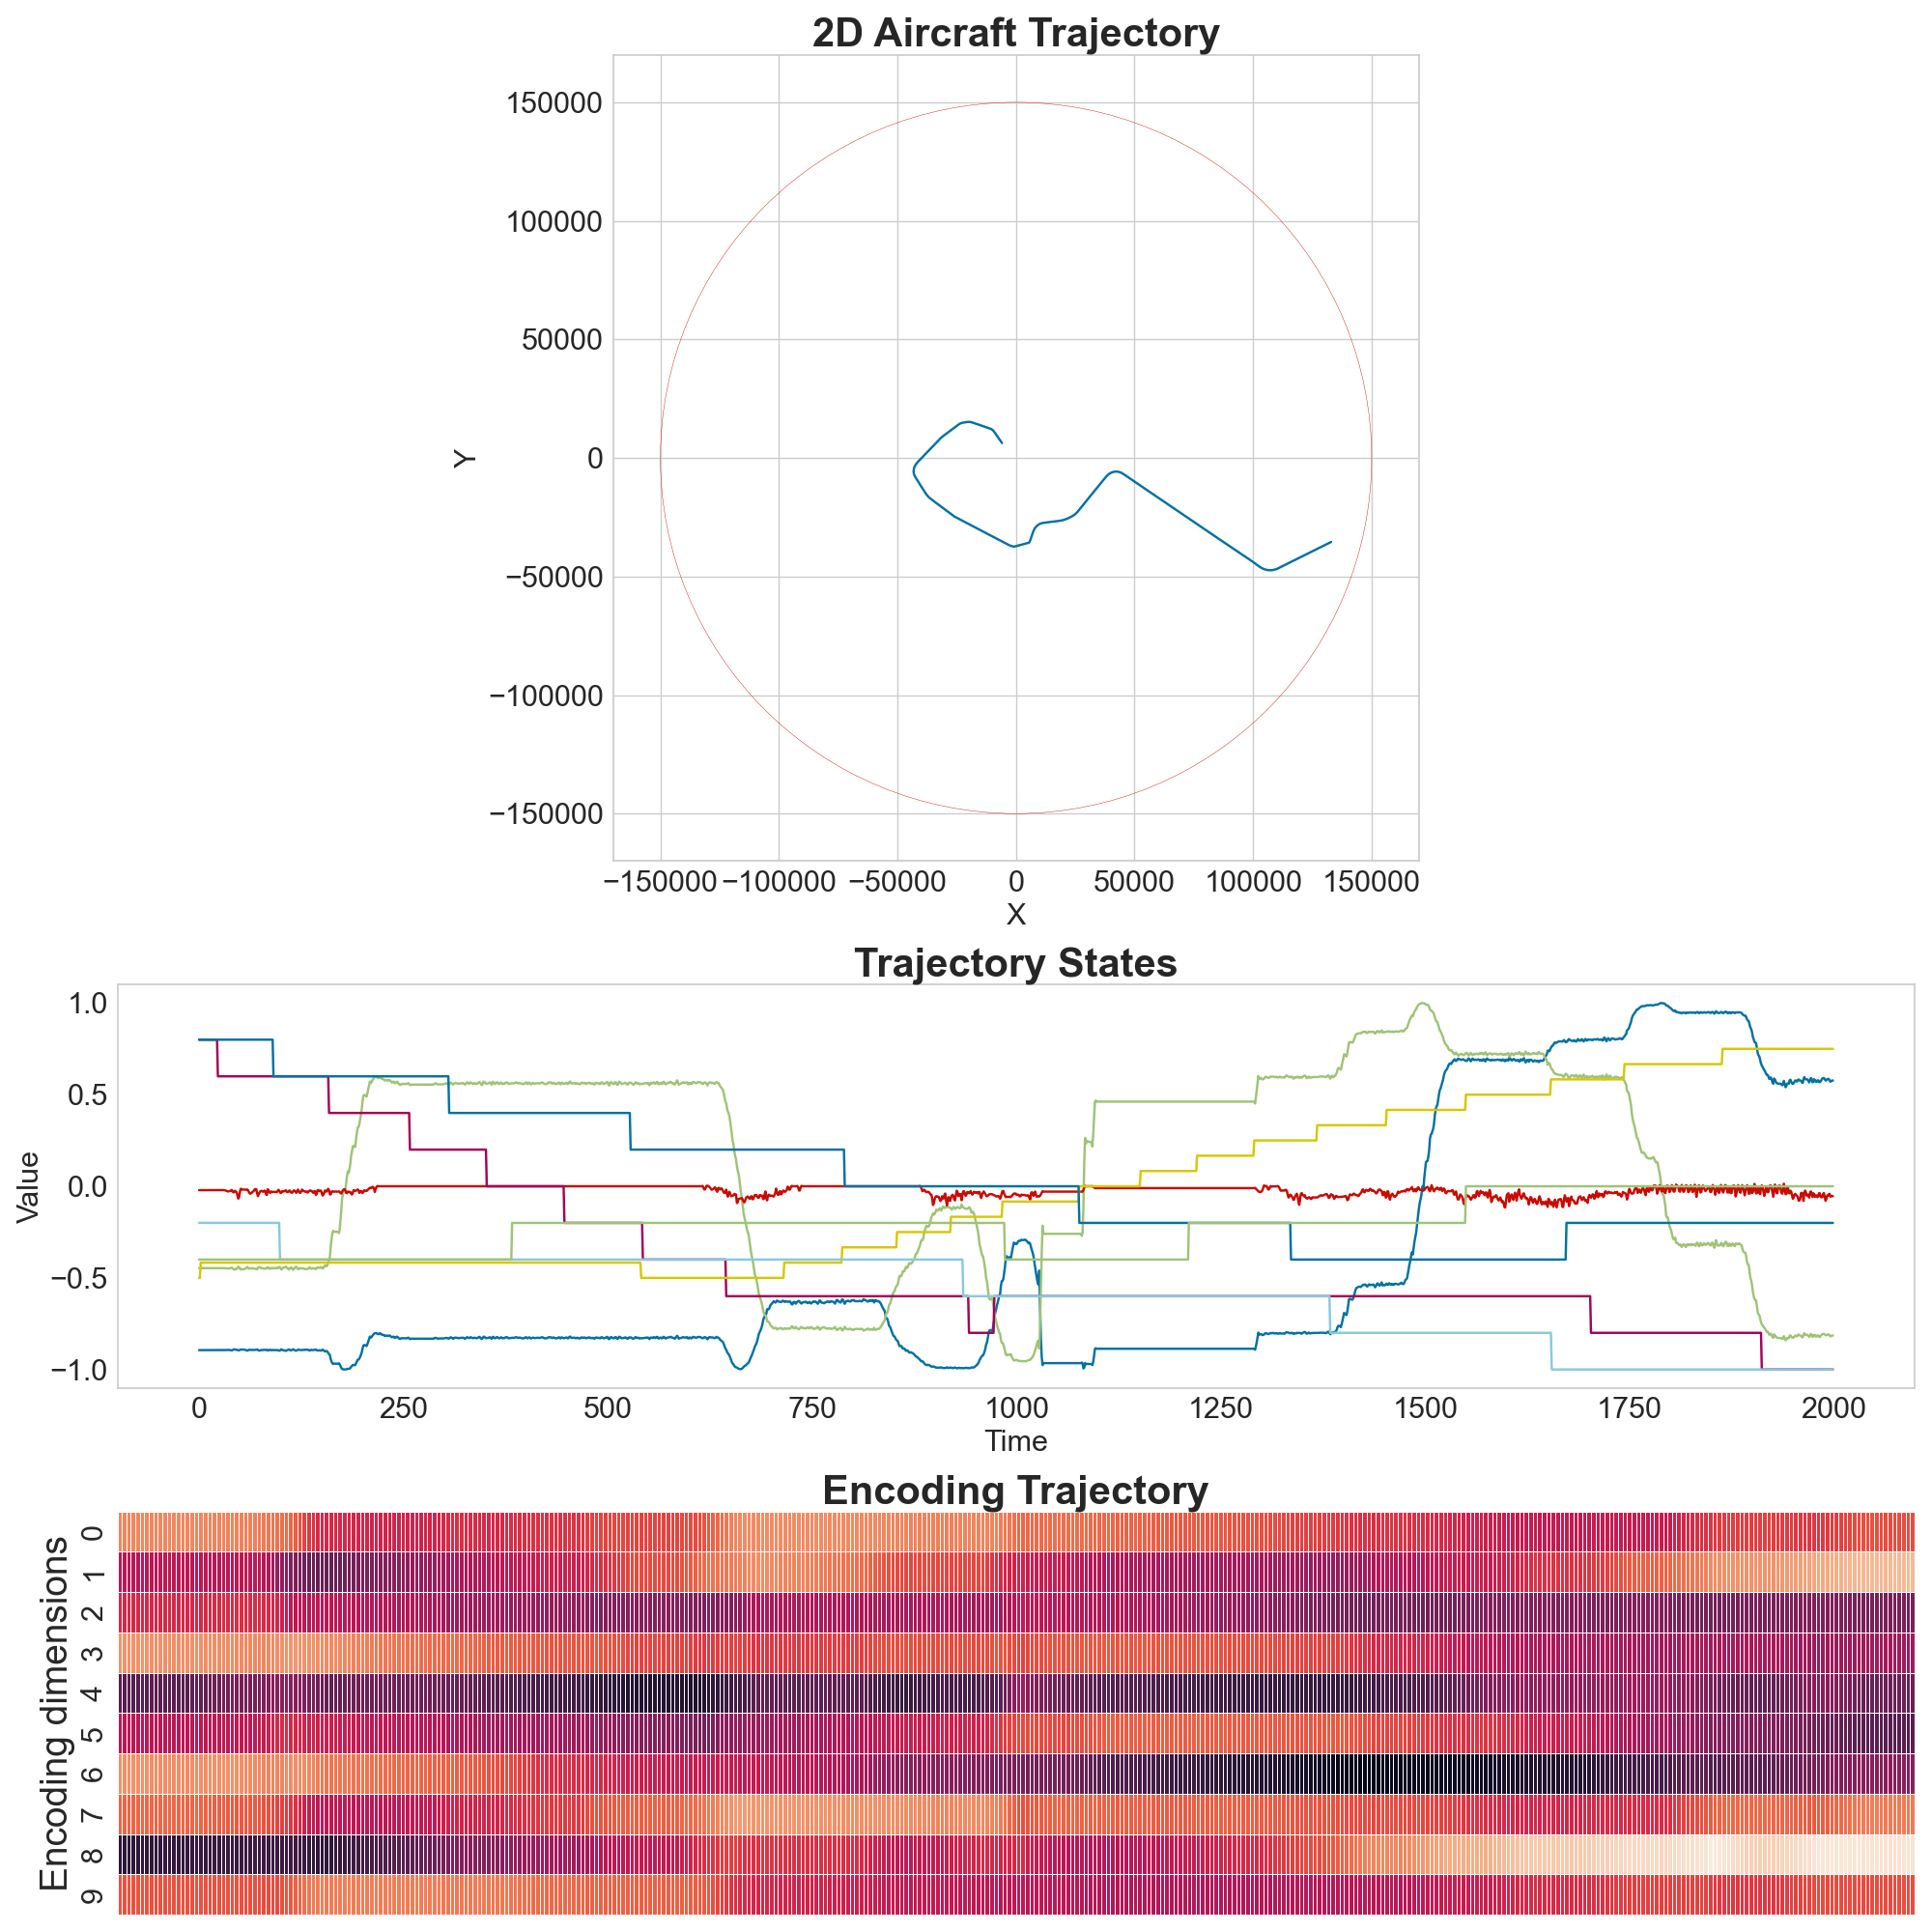 2D Aircraft Trajectory
150000
100000
50000
0
−50000
−100000
−150000
Y
−150000 −100000 −50000 0 50000 100000 150000
X
Trajectory States
1.0
0.5
0.0
−0.5
−1.0
Value
0 250 500 750 1000 1250 1500 1750 2000
Time
Encoding Trajectory
Encoding dimensions
0
1
2
3
4
5
6
7
8
9